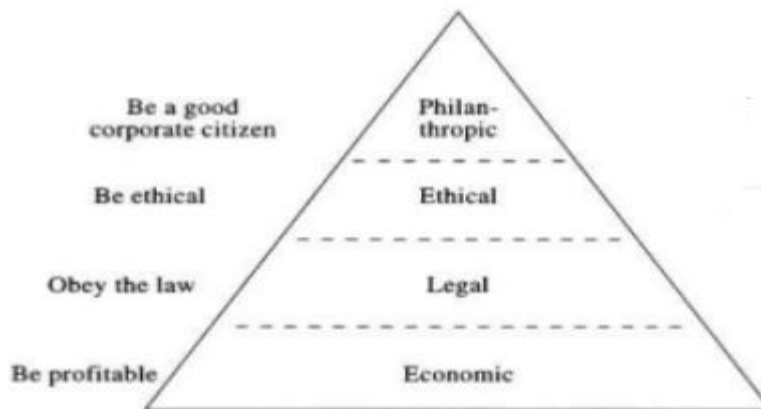 Be a good
corporate citizen
Philan-
thropic
Be ethical
Ethical
Obey the law
Legal
Be profitable
Economic